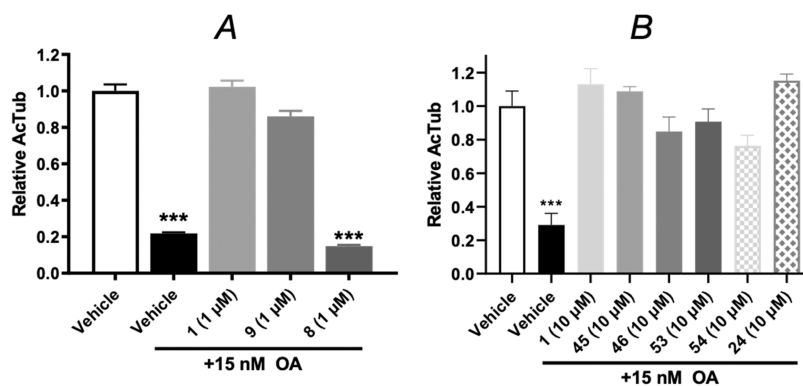 A
Relative AcTub
1.2
1.0
0.8
0.6
0.4
0.2
0.0
***
***
Vehicle
Vehicle
1 (1 µM)
9 (1 µM)
8 (1 µM)
+15 nM OA
B
Relative AcTub
1.2
1.0
0.8
0.6
0.4
0.2
0.0
***
Vehicle
Vehicle
1 (10 µM)
45 (10 µM)
46 (10 µM)
53 (10 µM)
54 (10 µM)
24 (10 µM)
+15 nM OA